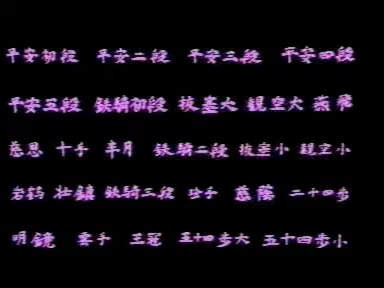 平安初段 平安二段 平安三段 平安四段
平安五段 鉄騎初段 抜塞大 観空大 燕飛
慈恩 十手 半月 鉄騎二段 抜塞小 観空小
岩鶴 壮鎮 鉄騎三段 珍手 慈蔭 二十四步
明鏡 雲手 王冠 五十四步大 五十四步小